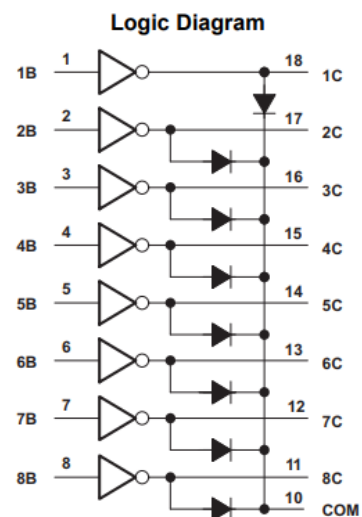 Logic Diagram
1B 1 18 1C
2B 2 17 2C
3B 3 16 3C
4B 4 15 4C
5B 5 14 5C
6B 6 13 6C
7B 7 12 7C
8B 8 11 8C
10 COM